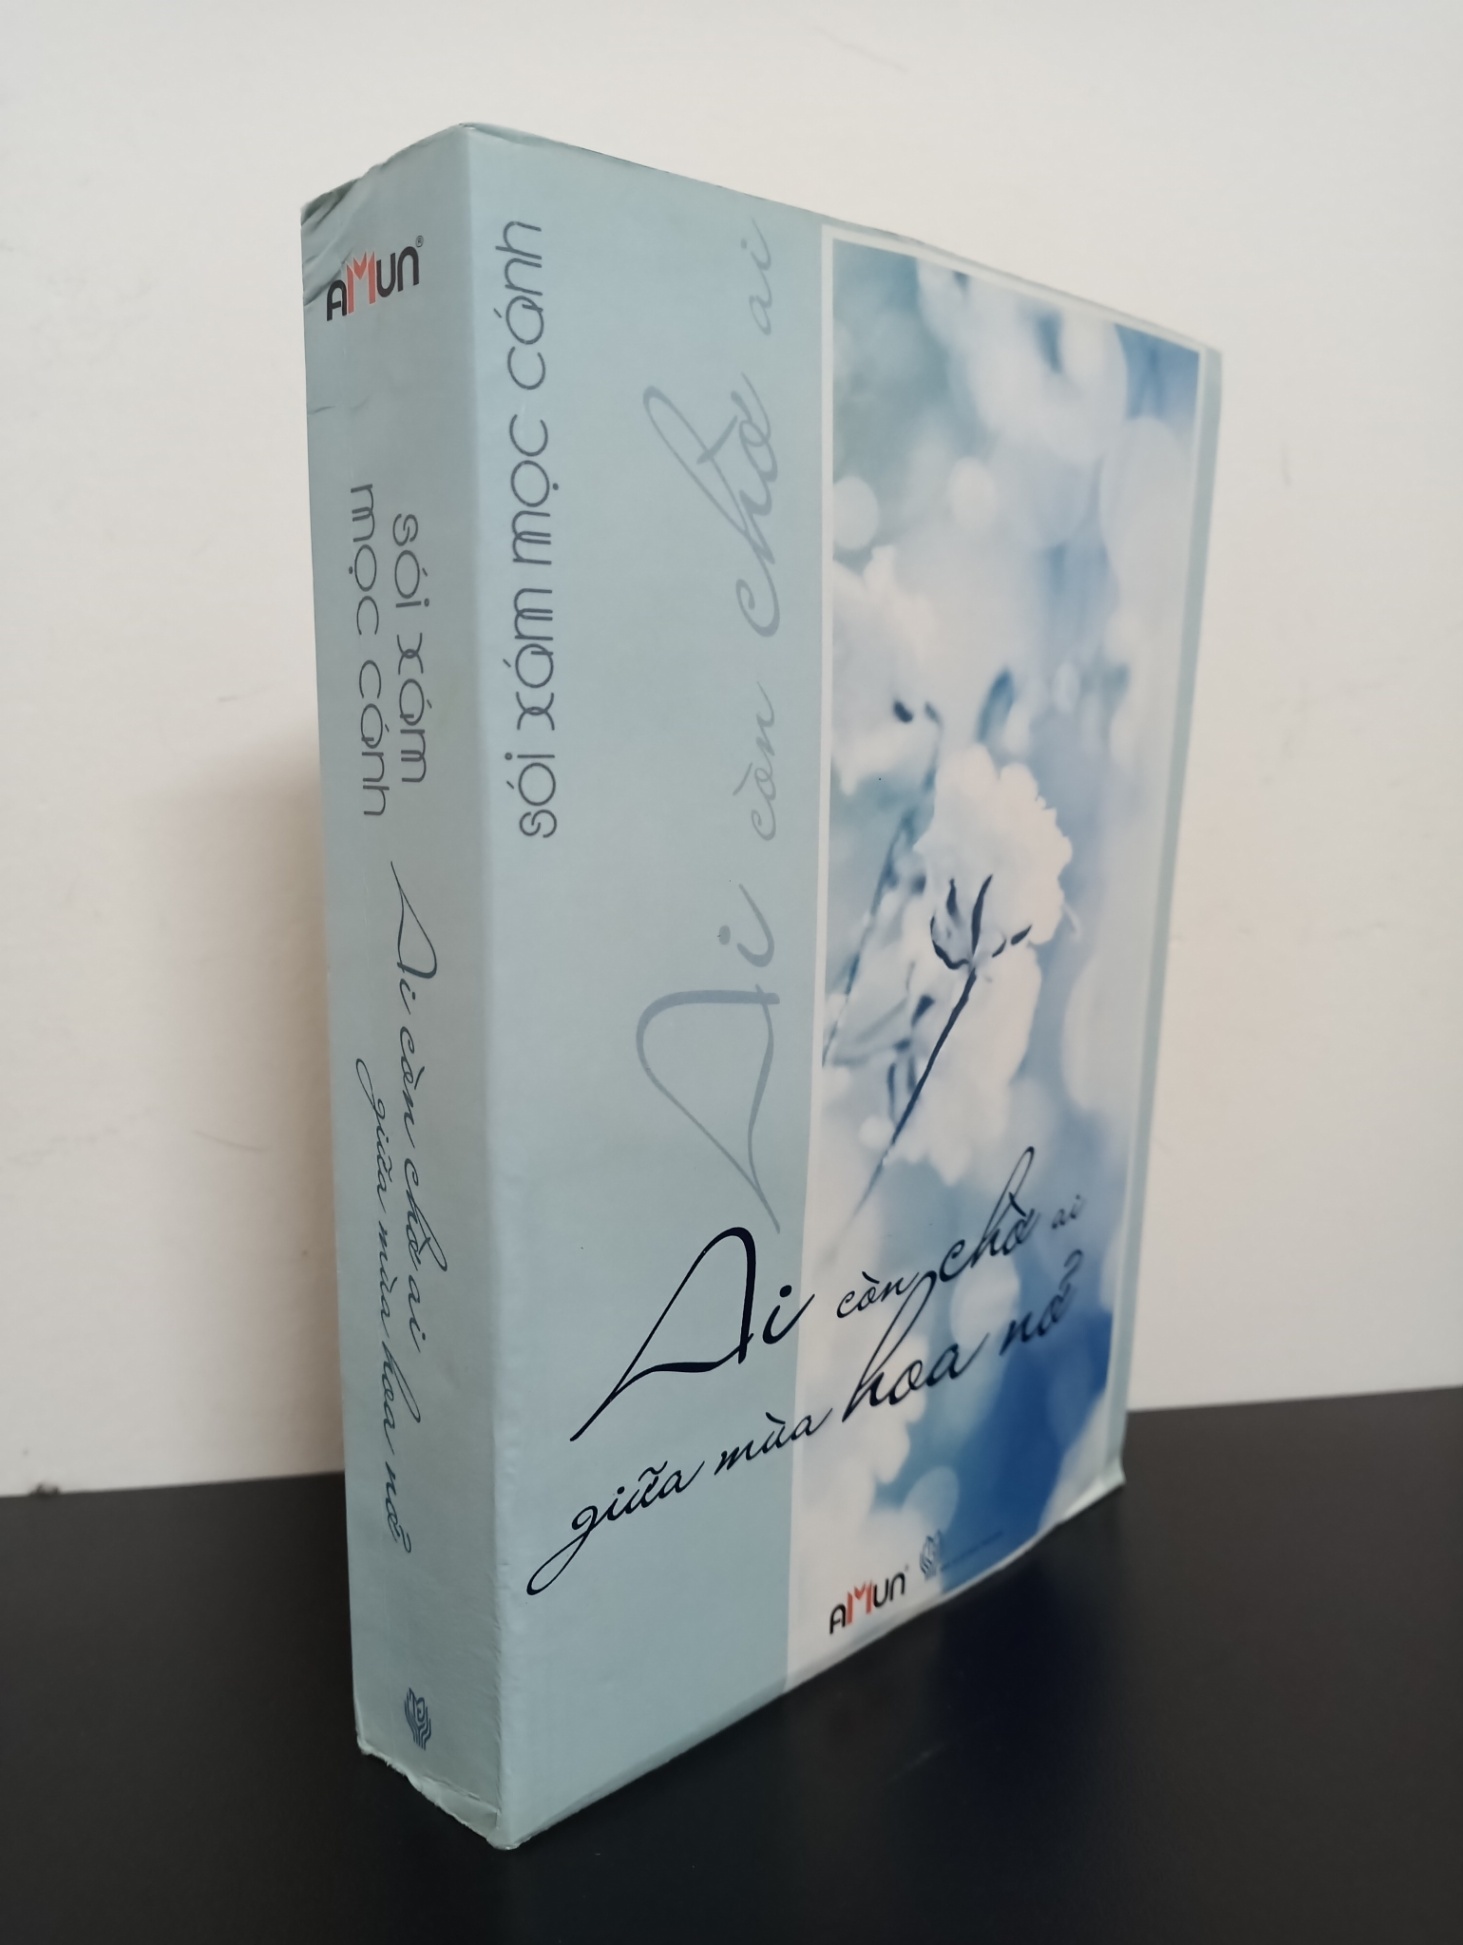 AMUN®
sói xám
mọc cánh
Ai còn chờ ai
giữa mùa hoa nở
sói xám mọc cánh
Ai còn chờ ai
Ai còn chờ ai
giữa mùa hoa nở
AMUN®